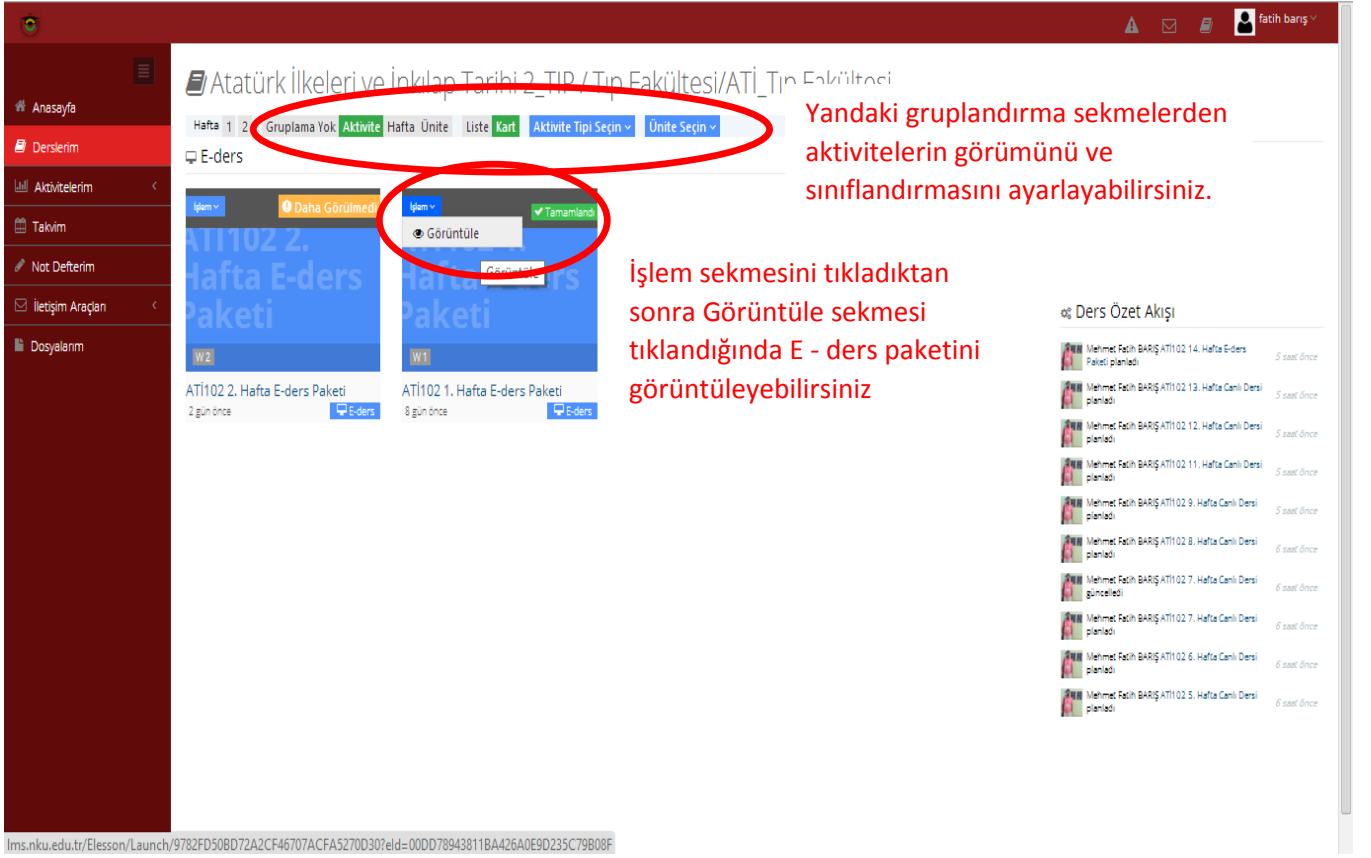 fatih barış
Atatürk İlkeleri ve İnkılap Tarihi 2_TIP / Tıp Fakültesi/ATİ_Tıp Fakültesi
Anasayfa
Derslerim
Aktivitelerim
Takvim
Not Defterim
İletişim Araçları
Dosyalarım
Hafta 1 2 Gruplama Yok Aktivite Hafta Ünite Liste Kart Aktivite Tipi Seçin Ünite Seçin
E-ders
İşlem Daha Görülmedi
ATİ102 2.
Hafta E-ders
Paketi
W2
ATİ102 2. Hafta E-ders Paketi
2 gün önce E-ders
İşlem Tamamlandı
Görüntüle
Görüntüle
Hafta
Paketi
W1
ATİ102 1. Hafta E-ders Paketi
8 gün önce E-ders
Yandaki gruplandırma sekmelerden
aktivitelerin görümünü ve
sınıflandırmasını ayarlayabilirsiniz.
İşlem sekmesini tıkladıktan
sonra Görüntüle sekmesi
tıklandığında E - ders paketini
görüntüleyebilirsiniz
Ders Özet Akışı
Mehmet Fatih BARIŞ ATİ102 14. Hafta E-ders
Paketi planladı
5 saat önce
Mehmet Fatih BARIŞ ATİ102 13. Hafta Canlı Dersi
planladı
5 saat önce
Mehmet Fatih BARIŞ ATİ102 12. Hafta Canlı Dersi
planladı
5 saat önce
Mehmet Fatih BARIŞ ATİ102 11. Hafta Canlı Dersi
planladı
5 saat önce
Mehmet Fatih BARIŞ ATİ102 9. Hafta Canlı Dersi
planladı
5 saat önce
Mehmet Fatih BARIŞ ATİ102 8. Hafta Canlı Dersi
planladı
6 saat önce
Mehmet Fatih BARIŞ ATİ102 7. Hafta Canlı Dersi
güncelledi
6 saat önce
Mehmet Fatih BARIŞ ATİ102 7. Hafta Canlı Dersi
planladı
6 saat önce
Mehmet Fatih BARIŞ ATİ102 6. Hafta Canlı Dersi
planladı
6 saat önce
Mehmet Fatih BARIŞ ATİ102 5. Hafta Canlı Dersi
planladı
6 saat önce
lms.nku.edu.tr/Elesson/Launch/9782FD50BD72A2CF46707ACFA5270D30?eId=00DD78943811BA426A0E9D235C79B08F